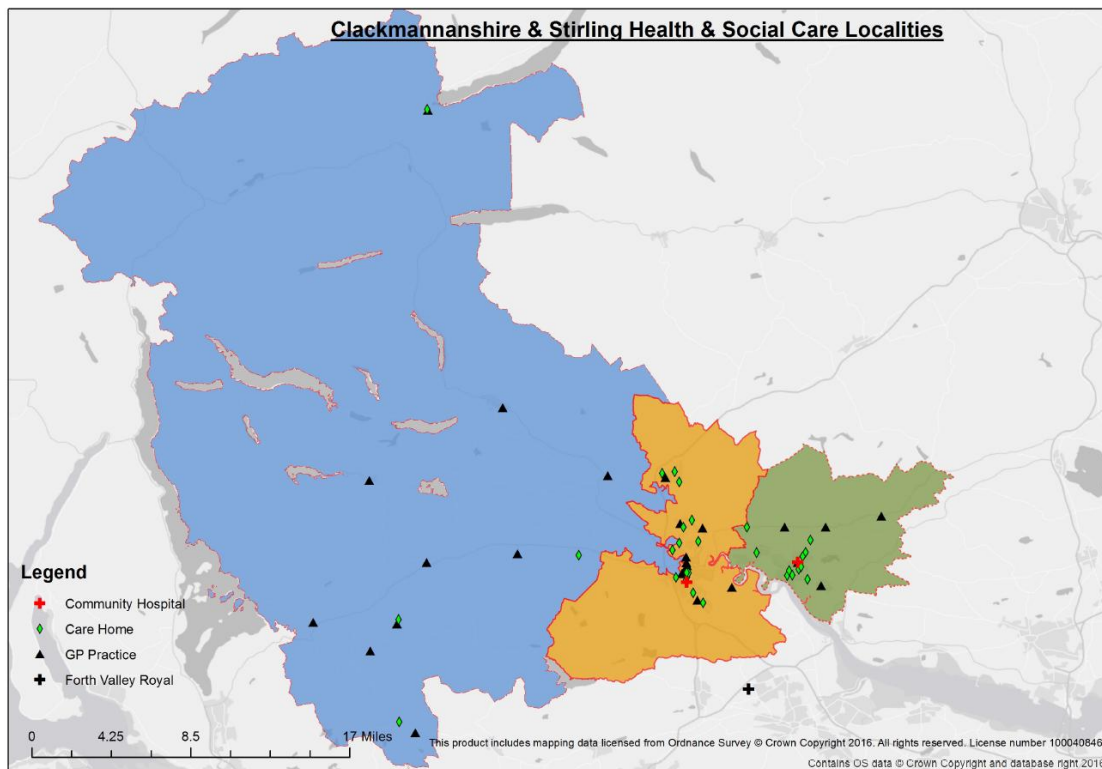 Clackmannanshire & Stirling Health & Social Care Localities
Legend
Community Hospital
Care Home
GP Practice
Forth Valley Royal
0 4.25 8.5 17 Miles
This product includes mapping data licensed from Ordnance Survey © Crown Copyright 2016. All rights reserved. License number 100040846
Contains OS data © Crown Copyright and database right 2016